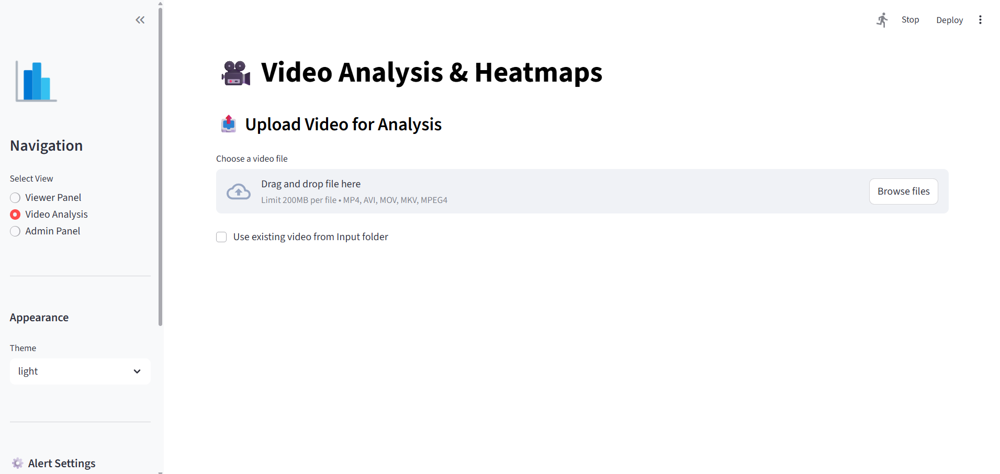 Stop
Deploy
Navigation
Select View
Viewer Panel
Video Analysis
Admin Panel
Appearance
Theme
light
Alert Settings
Video Analysis & Heatmaps
Upload Video for Analysis
Choose a video file
Drag and drop file here
Limit 200MB per file • MP4, AVI, MOV, MKV, MPEG4
Browse files
Use existing video from Input folder